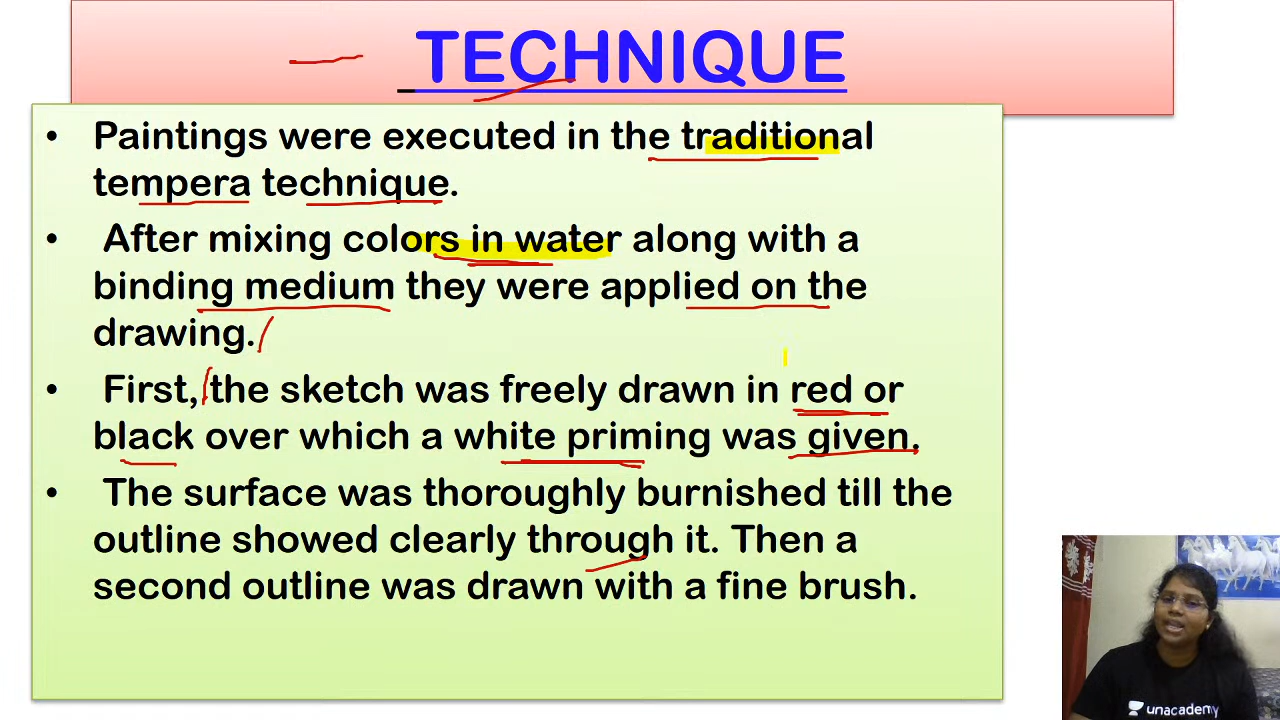 TECHNIQUE
• Paintings were executed in the traditional
tempera technique.
• After mixing colors in water along with a
binding medium they were applied on the
drawing.
• First, the sketch was freely drawn in red or
black over which a white priming was given.
• The surface was thoroughly burnished till the
outline showed clearly through it. Then a
second outline was drawn with a fine brush.
unacademy